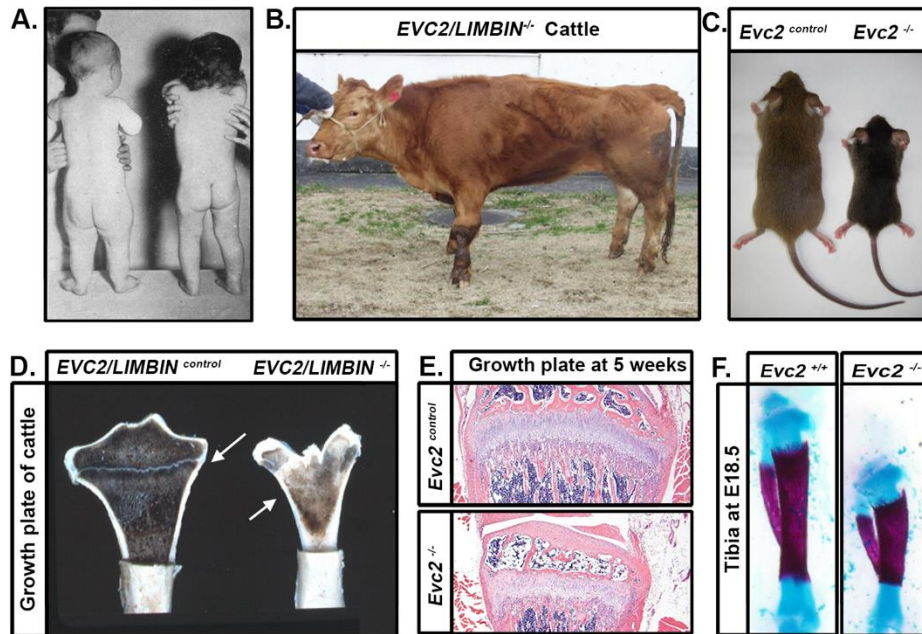 A.
B.
EVC2/LIMBIN-/- Cattle
C.
Evc2 control Evc2 -/-
D.
EVC2/LIMBIN control EVC2/LIMBIN -/-
Growth plate of cattle
E.
Growth plate at 5 weeks
Evc2 control
Evc2 -/-
F.
Evc2 +/+ Evc2 -/-
Tibia at E18.5